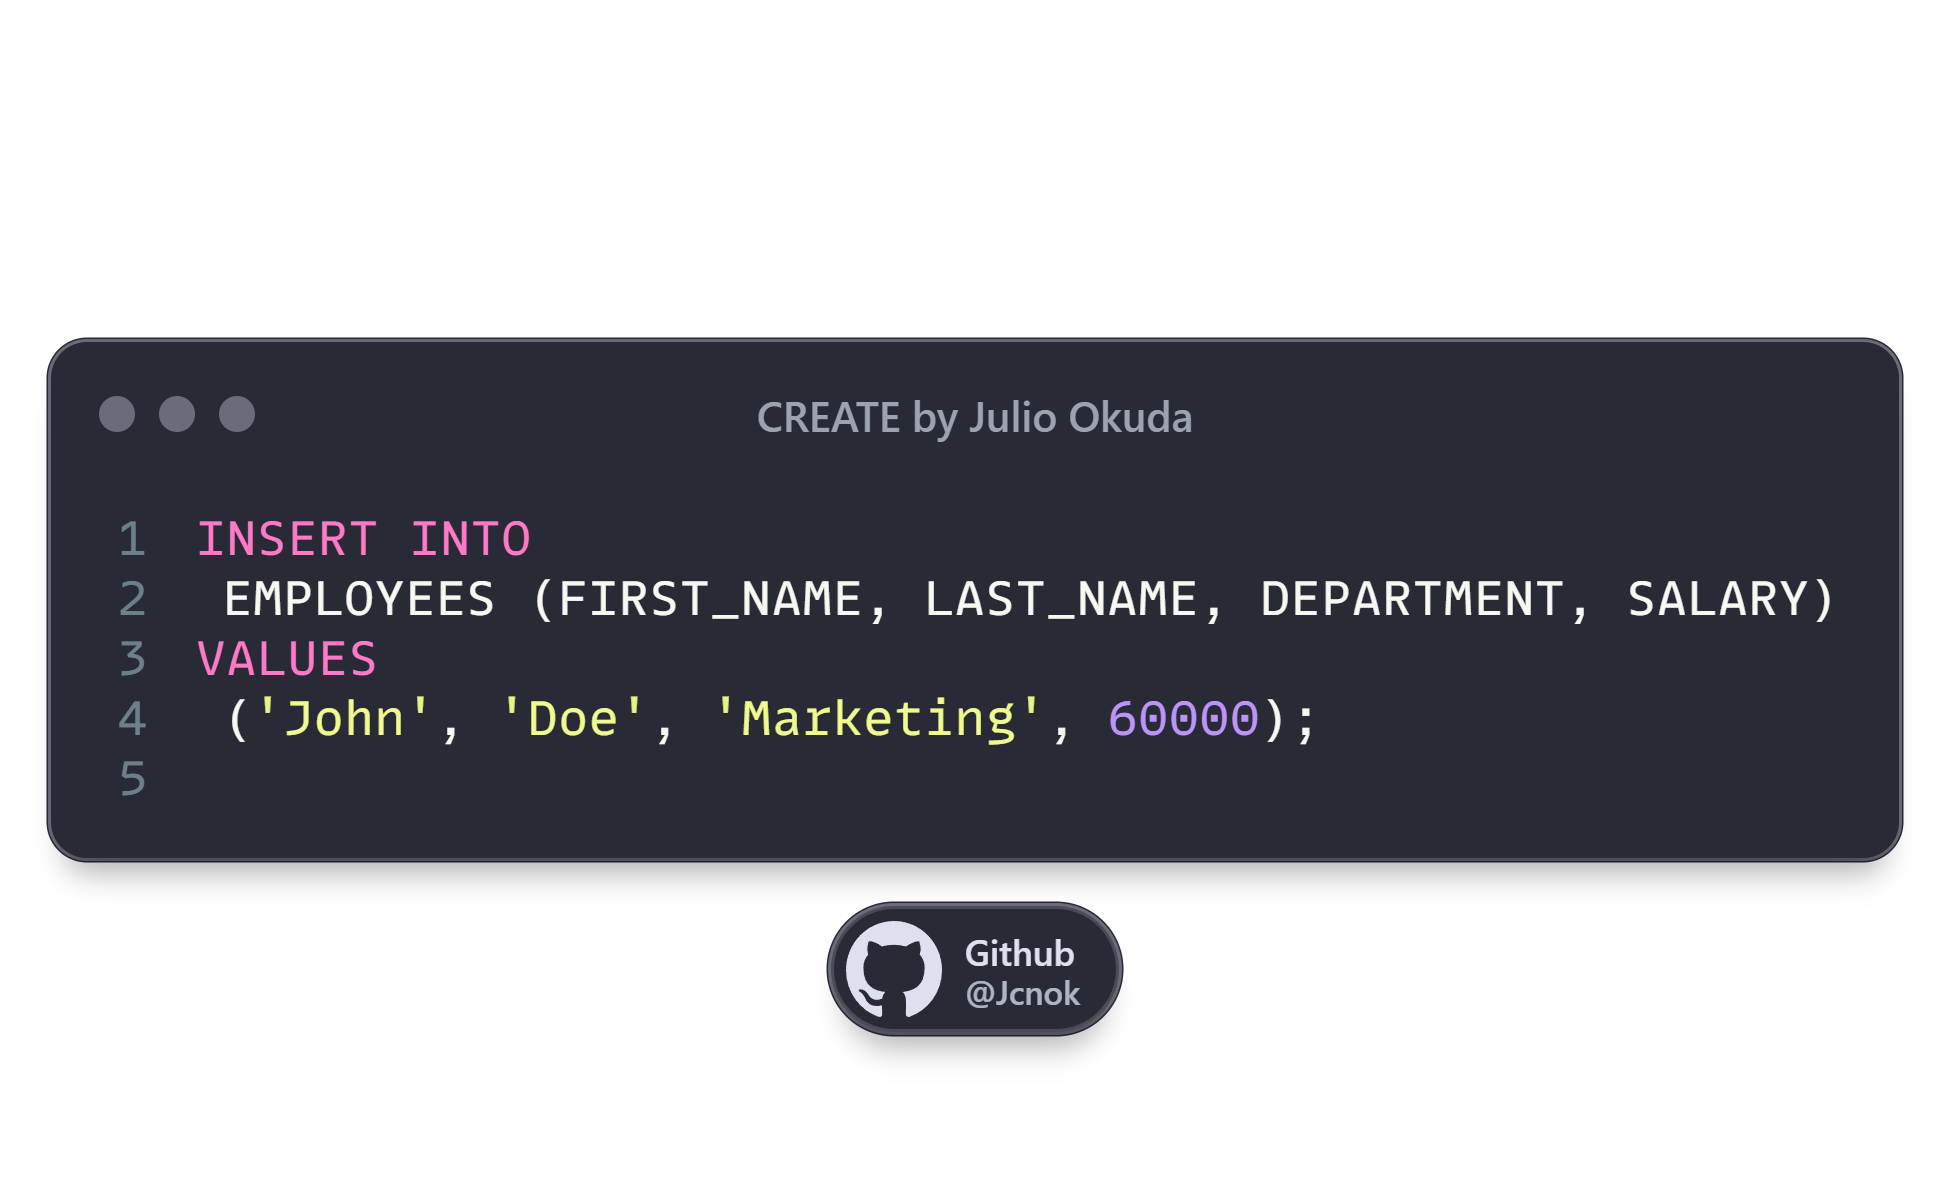 CREATE by Julio Okuda
1 INSERT INTO
2 EMPLOYEES (FIRST_NAME, LAST_NAME, DEPARTMENT, SALARY)
3 VALUES
4 ('John', 'Doe', 'Marketing', 60000);
5
Github
@Jcnok